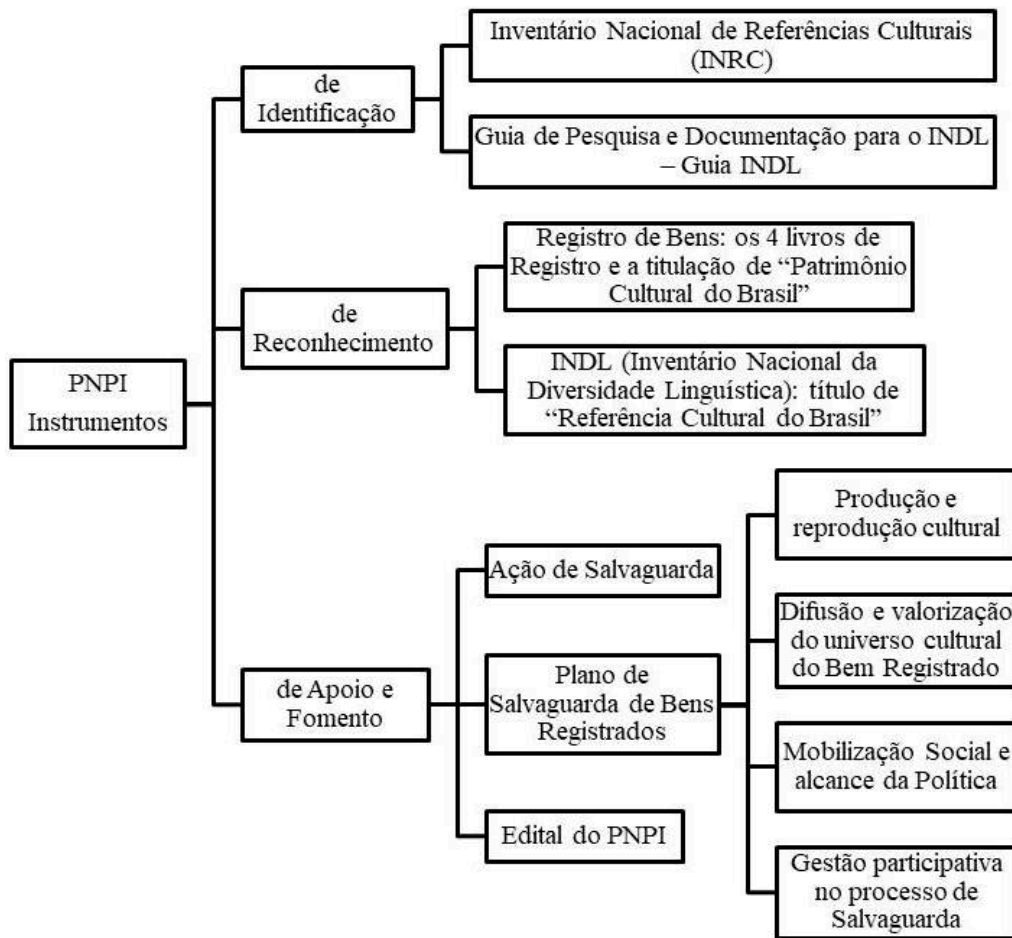 PNPI
Instrumentos
de
Identificação
Inventário Nacional de Referências Culturais
(INRC)
Guia de Pesquisa e Documentação para o INDL
– Guia INDL
de
Reconhecimento
Registro de Bens: os 4 livros de
Registro e a titulação de “Patrimônio
Cultural do Brasil”
INDL (Inventário Nacional da
Diversidade Linguística): título de
“Referência Cultural do Brasil”
de Apoio e
Fomento
Ação de Salvaguarda
Plano de
Salvaguarda de Bens
Registrados
Produção e
reprodução cultural
Difusão e valorização
do universo cultural
do Bem Registrado
Mobilização Social e
alcance da Política
Gestão participativa
no processo de
Salvaguarda
Edital do PNPI